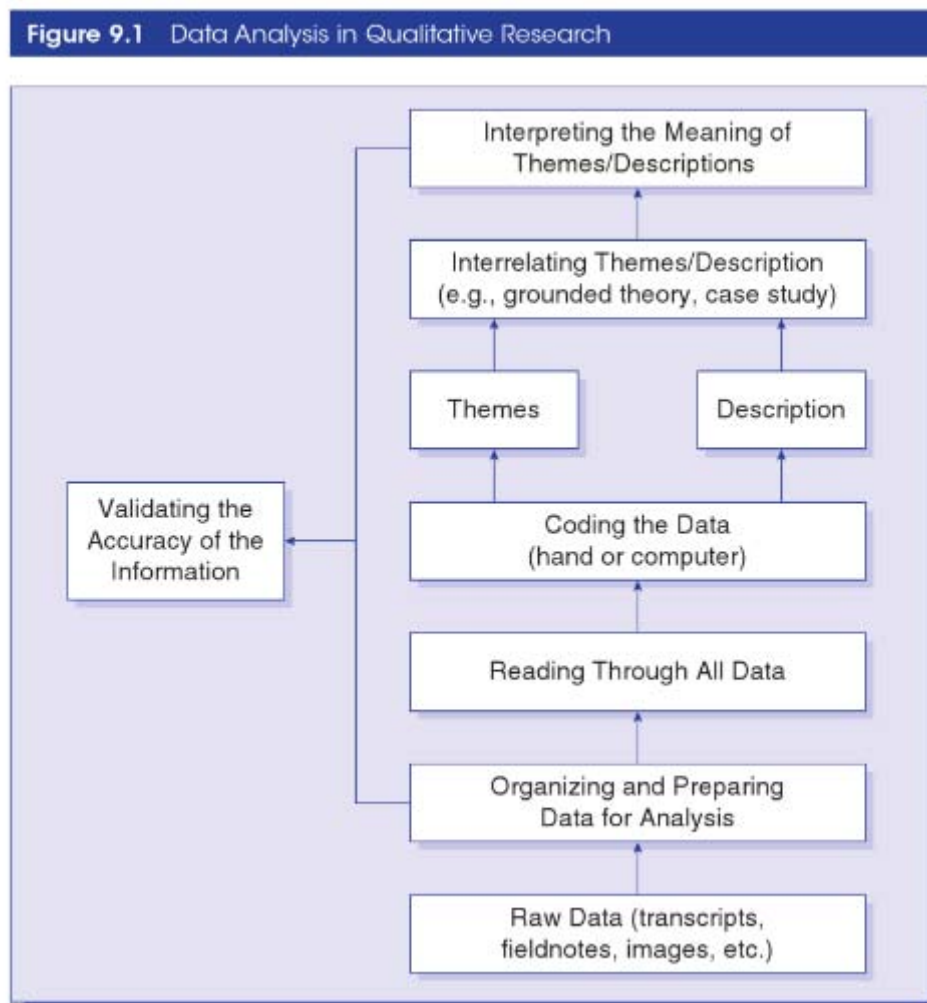 Figure 9.1 Data Analysis in Qualitative Research
Interpreting the Meaning of
Themes/Descriptions
Interrelating Themes/Description
(e.g., grounded theory, case study)
Themes
Description
Validating the
Accuracy of the
Information
Coding the Data
(hand or computer)
Reading Through All Data
Organizing and Preparing
Data for Analysis
Raw Data (transcripts,
fieldnotes, images, etc.)